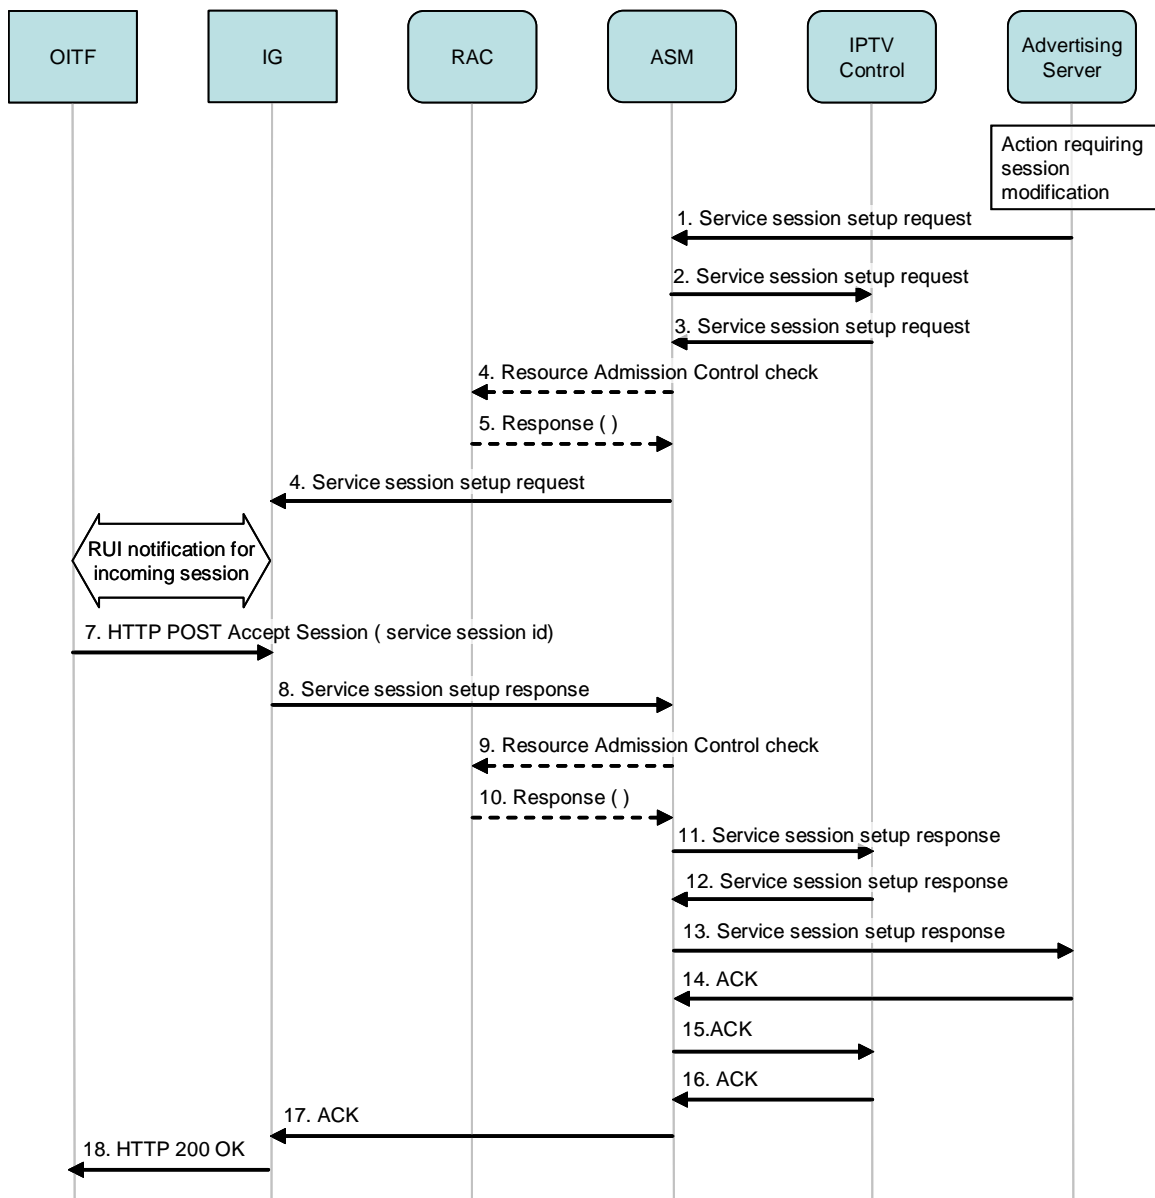 OITF
IG
RAC
ASM
IPTV
Control
Advertising
Server
Action requiring
session
modification
1. Service session setup request
2. Service session setup request
3. Service session setup request
4. Resource Admission Control check
5. Response ( )
4. Service session setup request
RUI notification for
incoming session
7. HTTP POST Accept Session ( service session id)
8. Service session setup response
9. Resource Admission Control check
10. Response ( )
11. Service session setup response
12. Service session setup response
13. Service session setup response
14. ACK
15.ACK
16. ACK
17. ACK
18. HTTP 200 OK